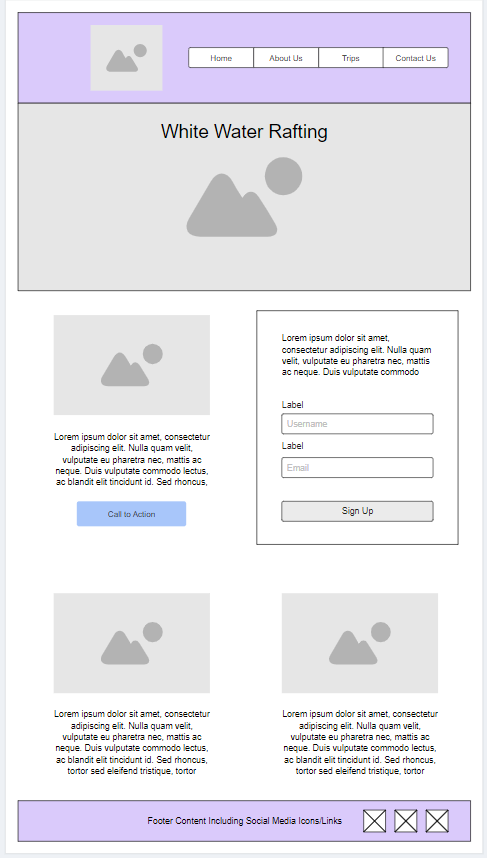 Home
About Us
Trips
Contact Us
White Water Rafting
Lorem ipsum dolor sit amet, consectetur
adipiscing elit. Nulla quam velit,
vulputate eu pharetra nec, mattis ac
neque. Duis vulputate commodo lectus,
ac blandit elit tincidunt id. Sed rhoncus,
Call to Action
Lorem ipsum dolor sit amet,
consectetur adipiscing elit. Nulla quam
velit, vulputate eu pharetra nec, mattis
ac neque. Duis vulputate commodo
Label
Username
Label
Email
Sign Up
Lorem ipsum dolor sit amet, consectetur
adipiscing elit. Nulla quam velit,
vulputate eu pharetra nec, mattis ac
neque. Duis vulputate commodo lectus,
ac blandit elit tincidunt id. Sed rhoncus,
tortor sed eleifend tristique, tortor
Lorem ipsum dolor sit amet, consectetur
adipiscing elit. Nulla quam velit,
vulputate eu pharetra nec, mattis ac
neque. Duis vulputate commodo lectus,
ac blandit elit tincidunt id. Sed rhoncus,
tortor sed eleifend tristique, tortor
Footer Content Including Social Media Icons/Links